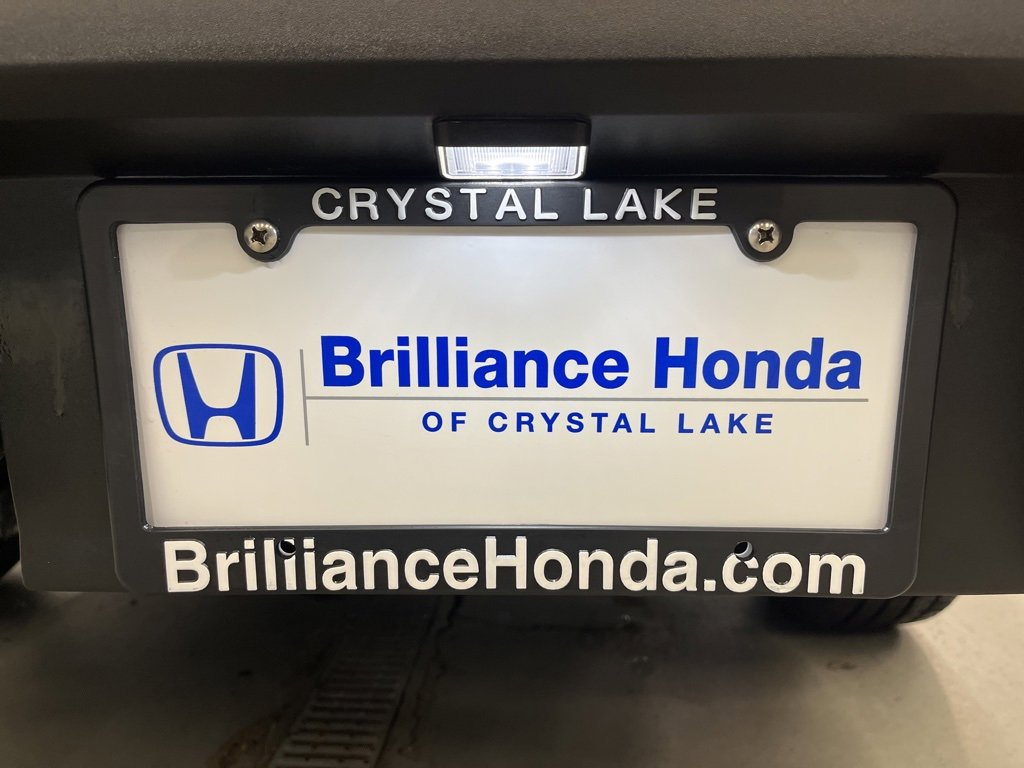 CRYSTAL LAKE
Brilliance Honda
OF CRYSTAL LAKE
BrillianceHonda.com